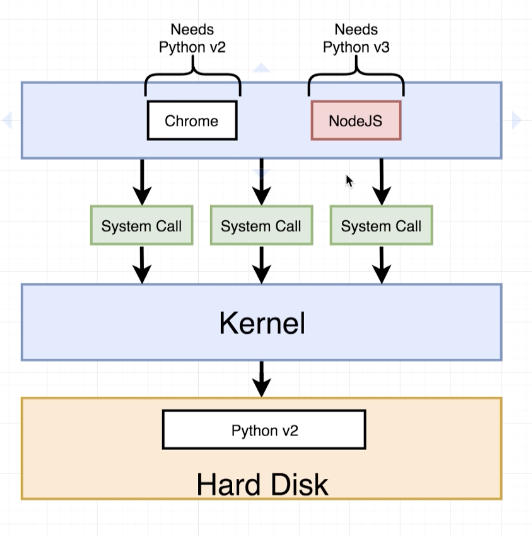 Needs
Python v2
Needs
Python v3
Chrome
NodeJS
System Call
System Call
System Call
Kernel
Python v2
Hard Disk